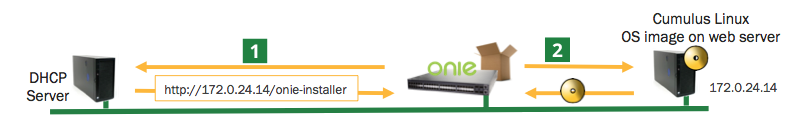 Cumulus Linux
OS image on web server
1
2
onie
DHCP
Server
http://172.0.24.14/onie-installer
172.0.24.14